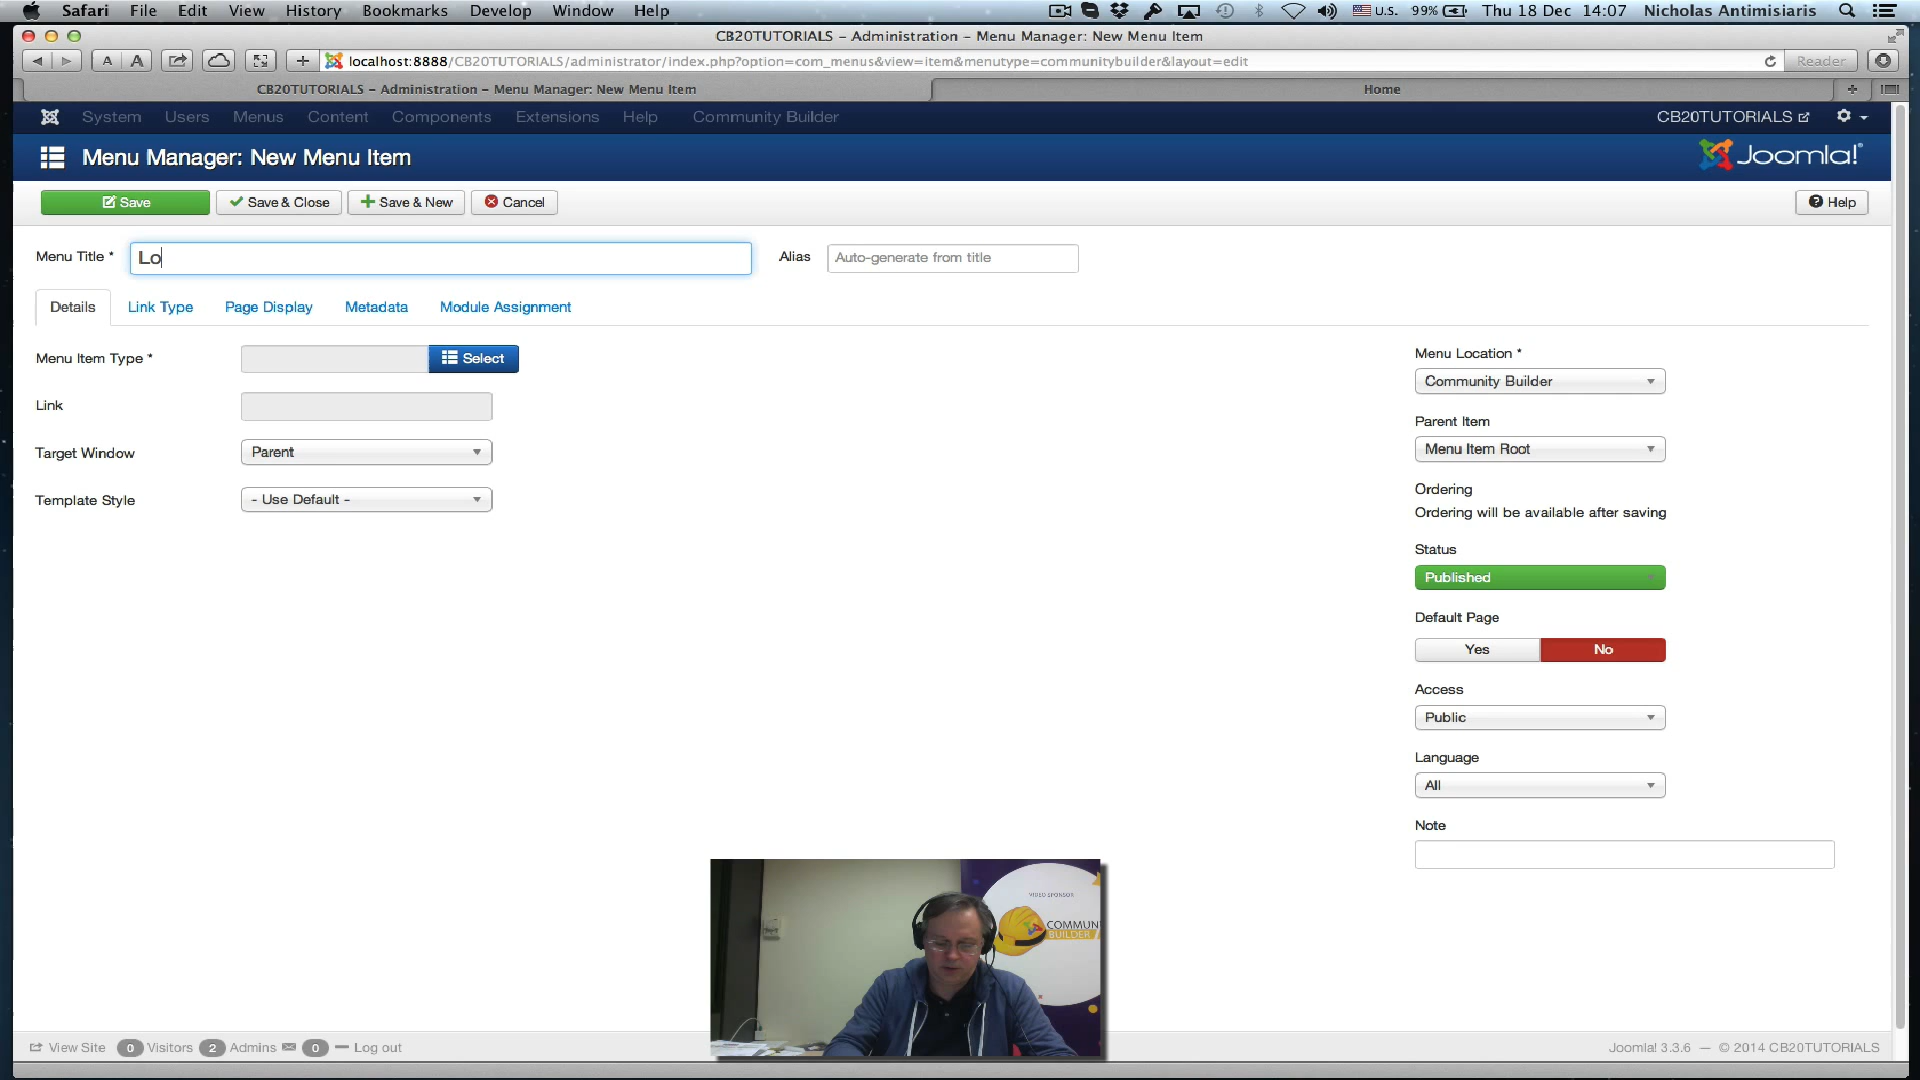 Safari File Edit View History Bookmarks Develop Window Help U.S. 99% Thu 18 Dec 14:07 Nicholas Antimisiaris
CB20TUTORIALS – Administration – Menu Manager: New Menu Item
A A + localhost:8888/CB20TUTORIALS/administrator/index.php?option=com_menus&view=item&menutype=communitybuilder&layout=edit Reader
CB20TUTORIALS – Administration – Menu Manager: New Menu Item Home
System Users Menus Content Components Extensions Help Community Builder CB20TUTORIALS
Menu Manager: New Menu Item Joomla!®
Save Save & Close Save & New Cancel Help
Menu Title * Lo Alias Auto-generate from title
Details Link Type Page Display Metadata Module Assignment
Menu Item Type * Select
Link
Target Window Parent
Template Style - Use Default -
Menu Location *
Community Builder
Parent Item
Menu Item Root
Ordering
Ordering will be available after saving
Status
Published
Default Page
Yes No
Access
Public
Language
All
Note
VIDEO SPONSOR
COMMUN
BUILDER
View Site 0 Visitors 2 Admins 0 Log out Joomla! 3.3.6 — © 2014 CB20TUTORIALS